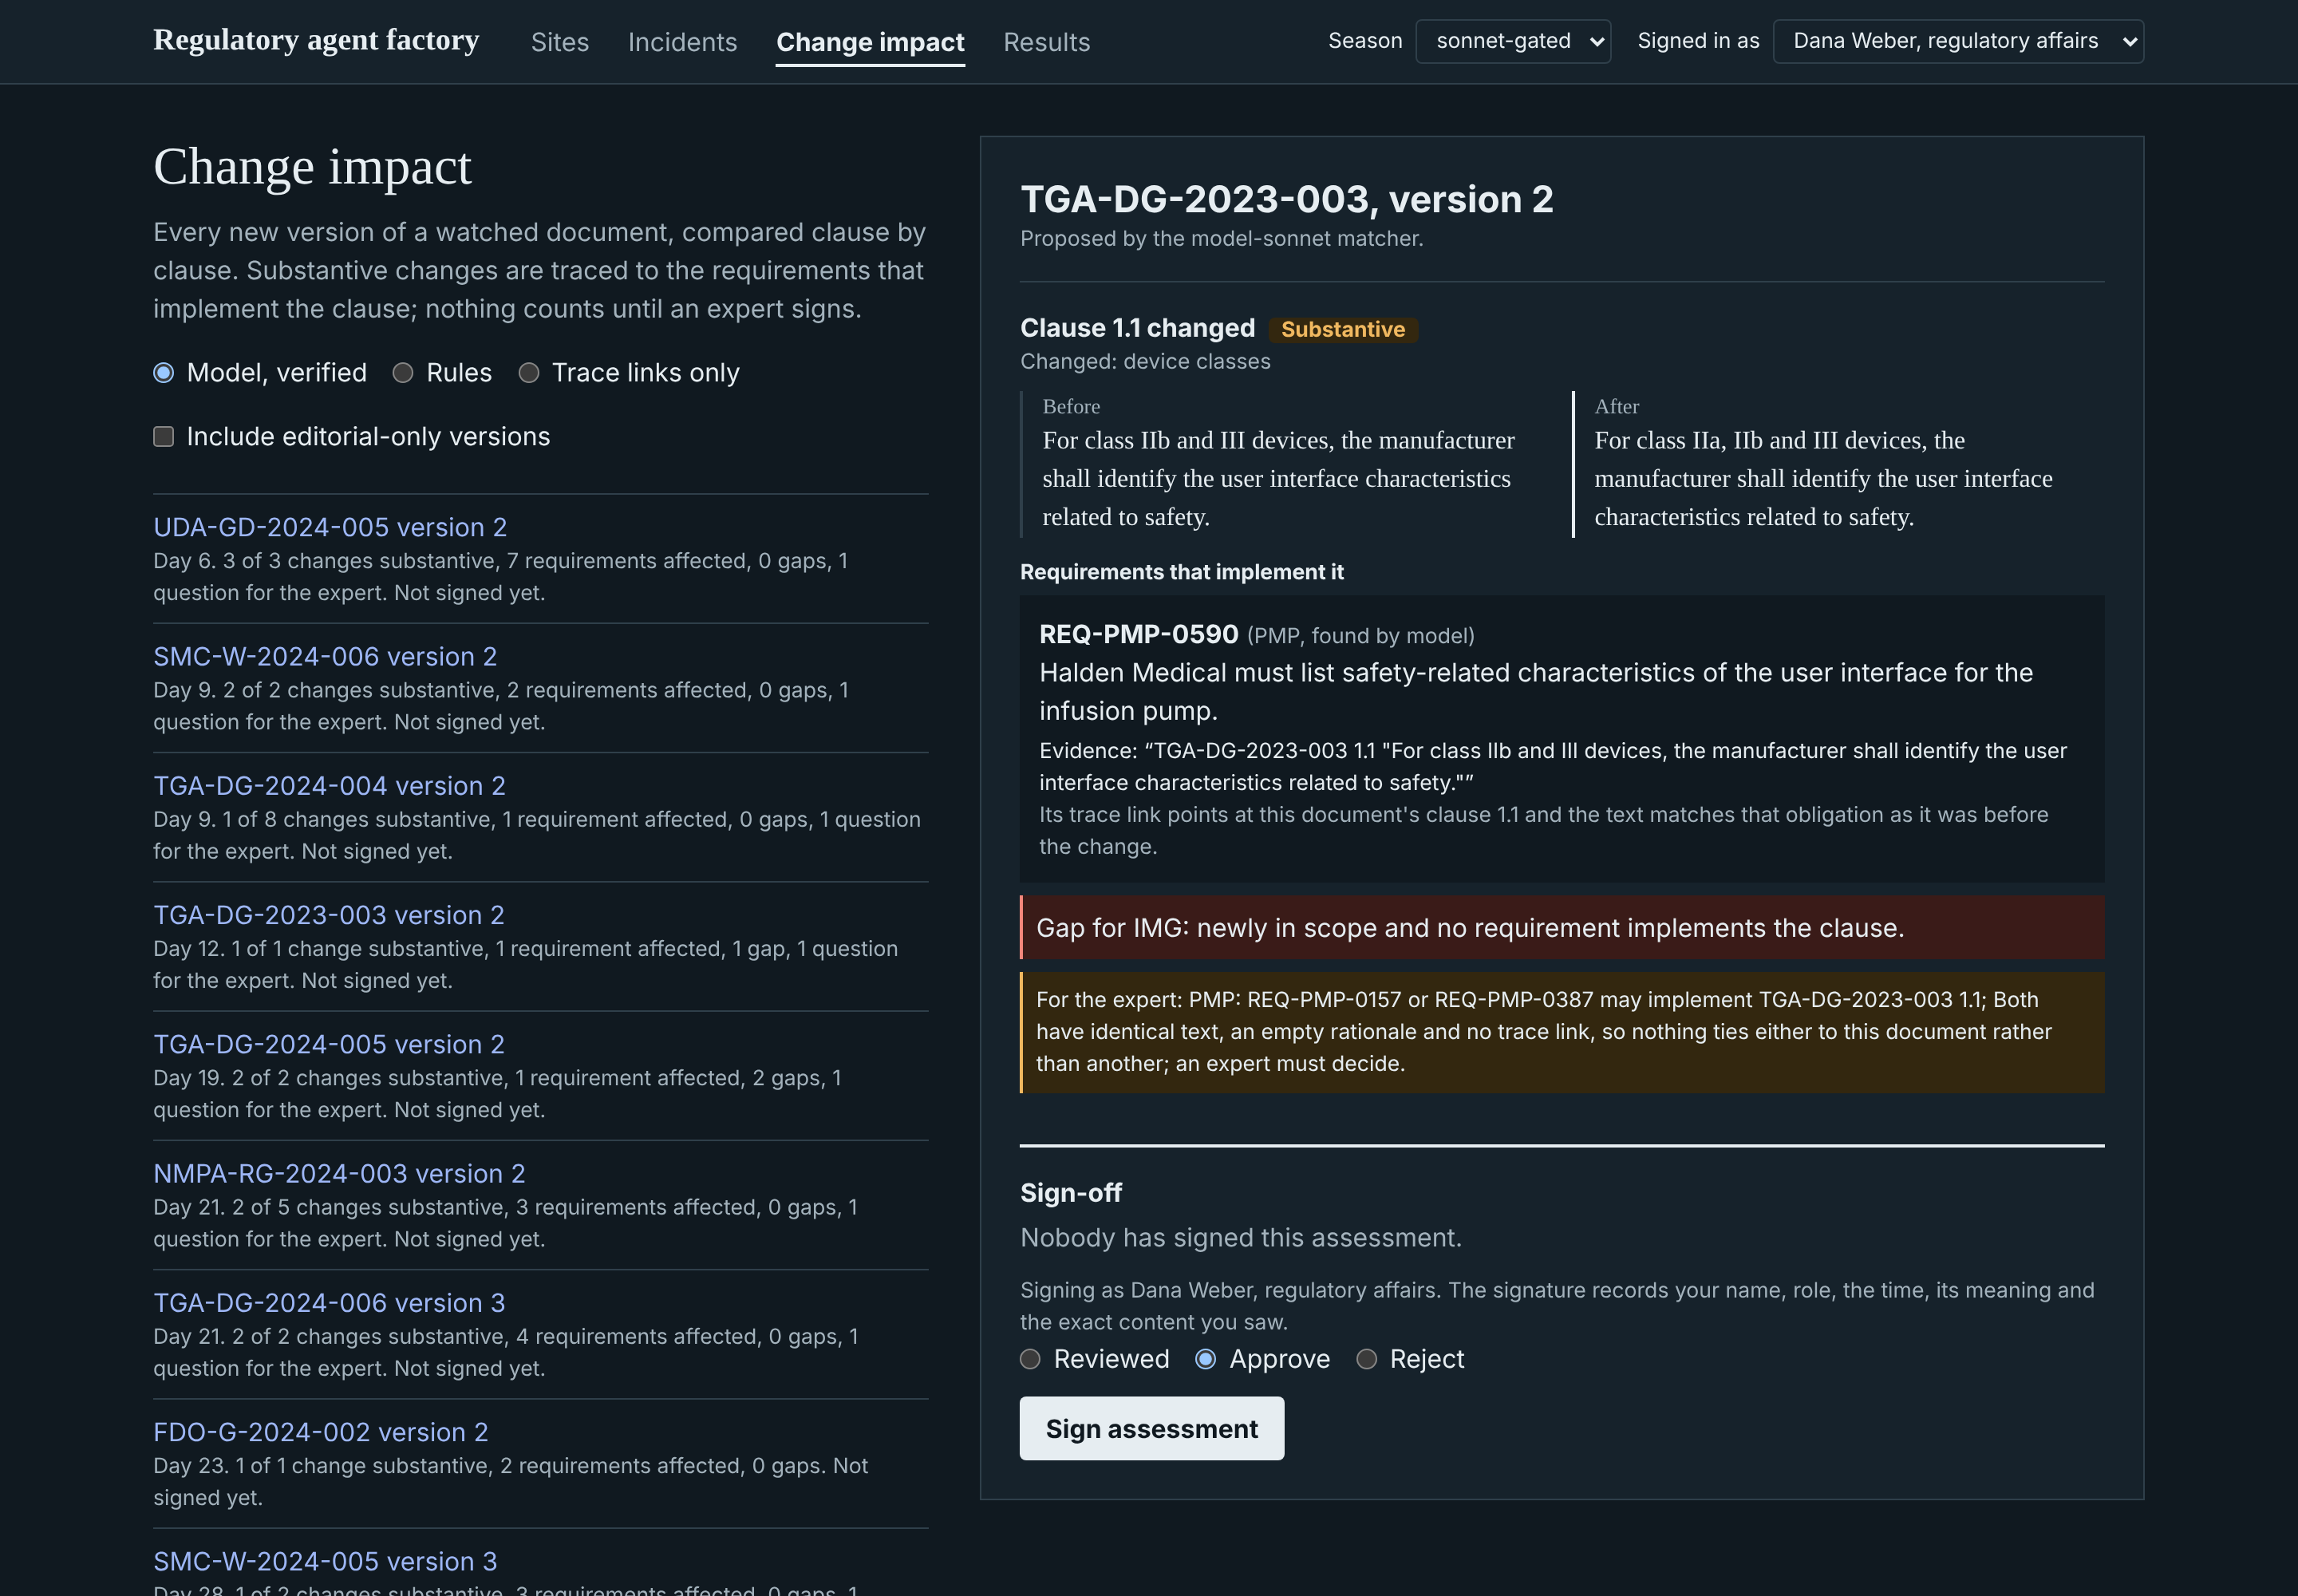 Regulatory agent factory
Sites
Incidents
Change impact
Results
Season
sonnet-gated
Signed in as
Dana Weber, regulatory affairs
Change impact
Every new version of a watched document, compared clause by
clause. Substantive changes are traced to the requirements that
implement the clause; nothing counts until an expert signs.
Model, verified
Rules
Trace links only
Include editorial-only versions
UDA-GD-2024-005 version 2
Day 6. 3 of 3 changes substantive, 7 requirements affected, 0 gaps, 1
question for the expert. Not signed yet.
SMC-W-2024-006 version 2
Day 9. 2 of 2 changes substantive, 2 requirements affected, 0 gaps, 1
question for the expert. Not signed yet.
TGA-DG-2024-004 version 2
Day 9. 1 of 8 changes substantive, 1 requirement affected, 0 gaps, 1 question
for the expert. Not signed yet.
TGA-DG-2023-003 version 2
Day 12. 1 of 1 change substantive, 1 requirement affected, 1 gap, 1 question
for the expert. Not signed yet.
TGA-DG-2024-005 version 2
Day 19. 2 of 2 changes substantive, 1 requirement affected, 2 gaps, 1
question for the expert. Not signed yet.
NMPA-RG-2024-003 version 2
Day 21. 2 of 5 changes substantive, 3 requirements affected, 0 gaps, 1
question for the expert. Not signed yet.
TGA-DG-2024-006 version 3
Day 21. 2 of 2 changes substantive, 4 requirements affected, 0 gaps, 1
question for the expert. Not signed yet.
FDO-G-2024-002 version 2
Day 23. 1 of 1 change substantive, 2 requirements affected, 0 gaps. Not
signed yet.
SMC-W-2024-005 version 3
Day 28. 1 of 2 changes substantive, 3 requirements affected, 0 gaps, 1
TGA-DG-2023-003, version 2
Proposed by the model-sonnet matcher.
Clause 1.1 changed
Substantive
Changed: device classes
Before
For class IIb and III devices, the manufacturer
shall identify the user interface characteristics
related to safety.
After
For class IIa, IIb and III devices, the
manufacturer shall identify the user interface
characteristics related to safety.
Requirements that implement it
REQ-PMP-0590 (PMP, found by model)
Halden Medical must list safety-related characteristics of the user interface for the
infusion pump.
Evidence: “TGA-DG-2023-003 1.1 "For class IIb and III devices, the manufacturer shall identify the user
interface characteristics related to safety."”
Its trace link points at this document's clause 1.1 and the text matches that obligation as it was before
the change.
Gap for IMG: newly in scope and no requirement implements the clause.
For the expert: PMP: REQ-PMP-0157 or REQ-PMP-0387 may implement TGA-DG-2023-003 1.1; Both
have identical text, an empty rationale and no trace link, so nothing ties either to this document rather
than another; an expert must decide.
Sign-off
Nobody has signed this assessment.
Signing as Dana Weber, regulatory affairs. The signature records your name, role, the time, its meaning and
the exact content you saw.
Reviewed
Approve
Reject
Sign assessment